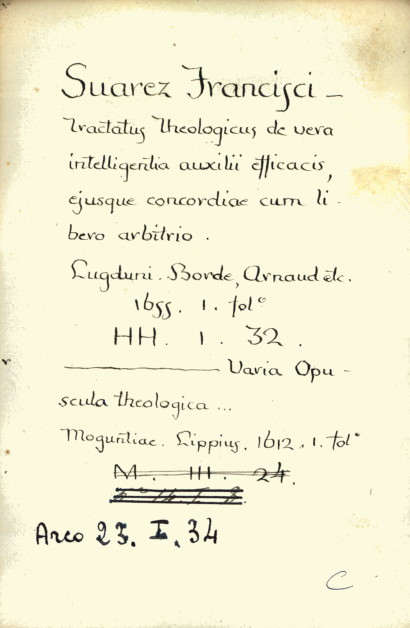 Suarez Francisci —
Tractatus Theologicus de vera
intelligentia auxilii efficacis,
ejusque concordiae cum li-
bero arbitrio.
Lugduni. Borde, Arnaud etc.
1655. 1. fol°
HH. 1. 32.
———— Varia Opu-
scula theologica ...
Moguntiae. Lippius. 1612. 1. fol°
M. III. 24.
Arco 23. I. 34
C